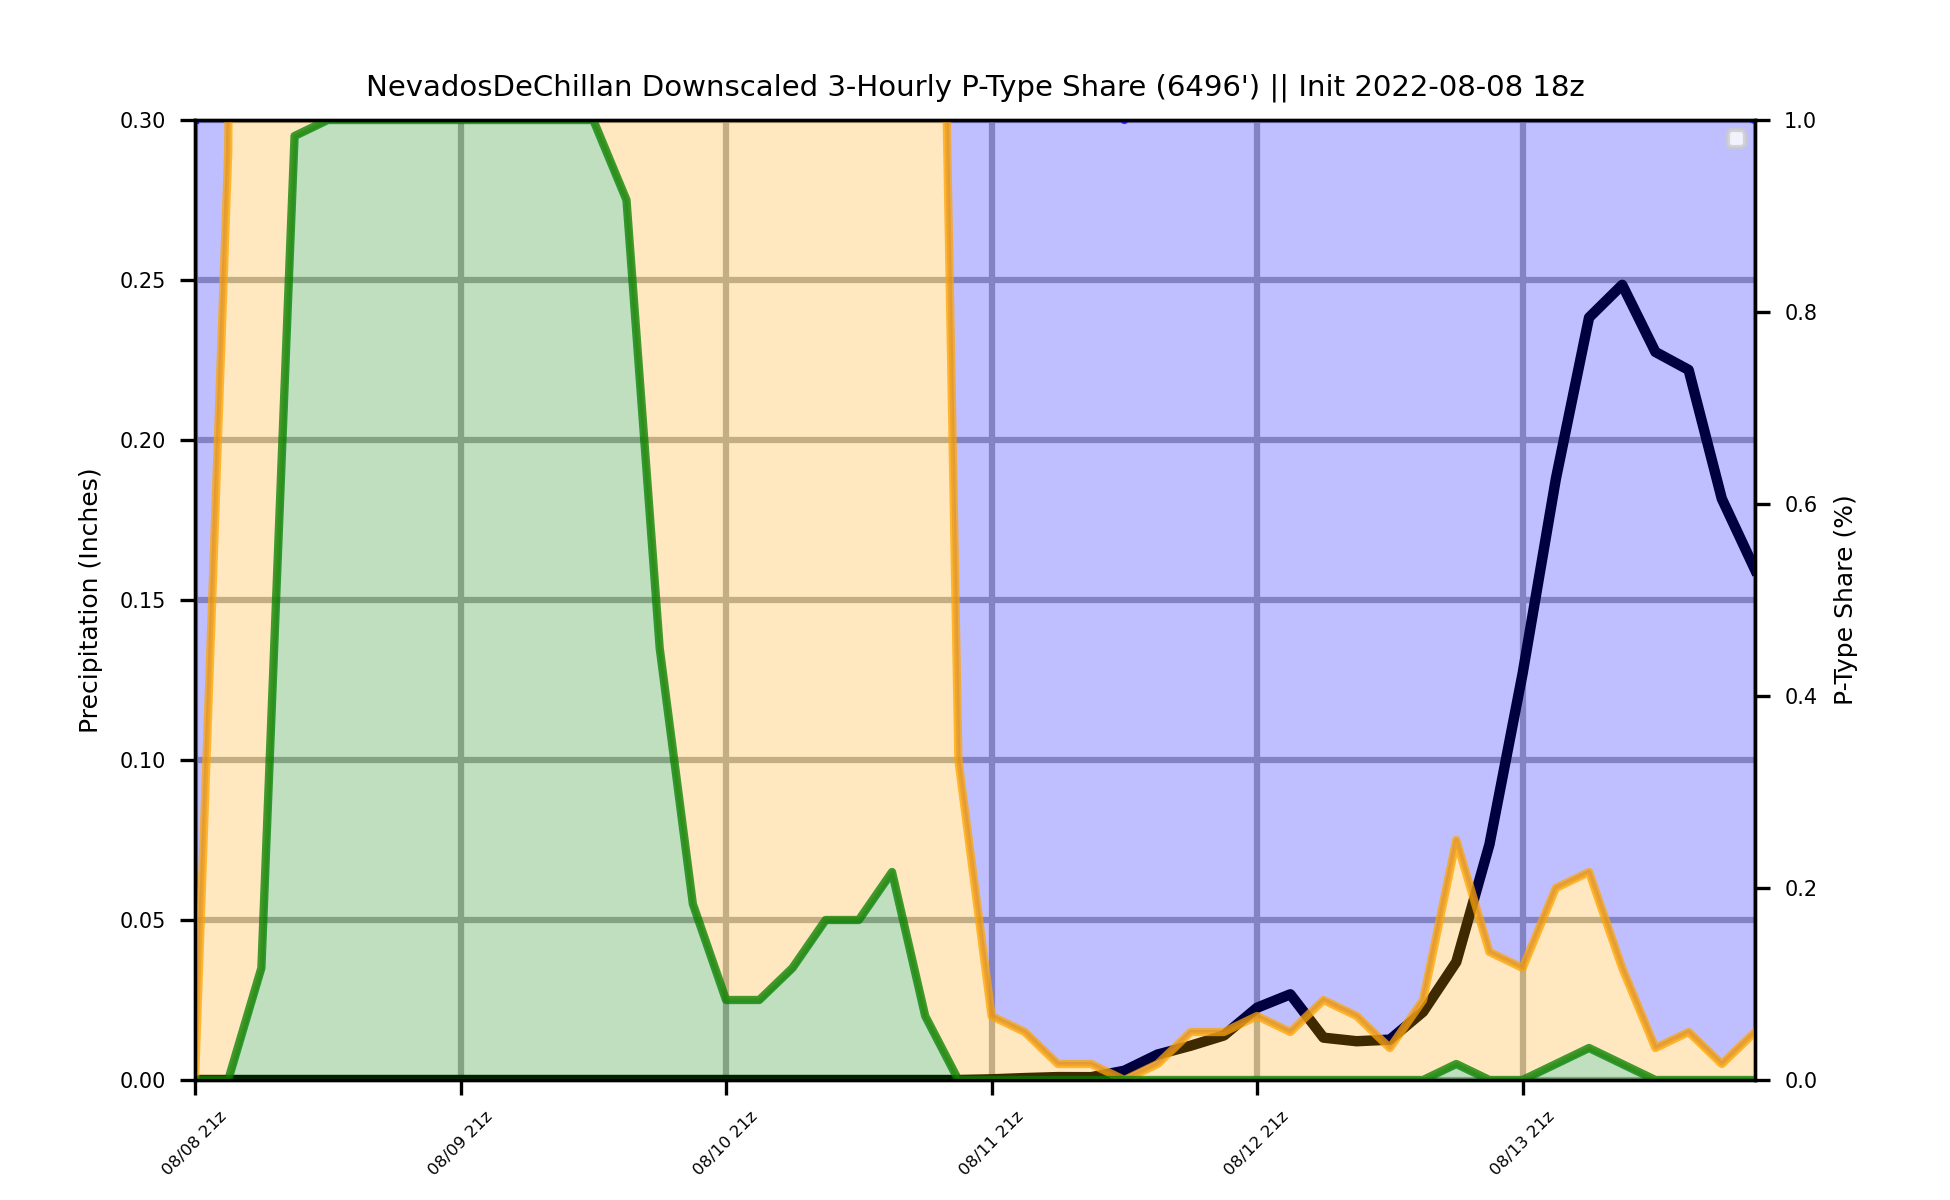 NevadosDeChillan Downscaled 3-Hourly P-Type Share (6496') || Init 2022-08-08 18z
0.30
0.25
0.20
0.15
0.10
0.05
0.00
Precipitation (Inches)
1.0
0.8
0.6
0.4
0.2
0.0
P-Type Share (%)
08/08 21z
08/09 21z
08/10 21z
08/11 21z
08/12 21z
08/13 21z